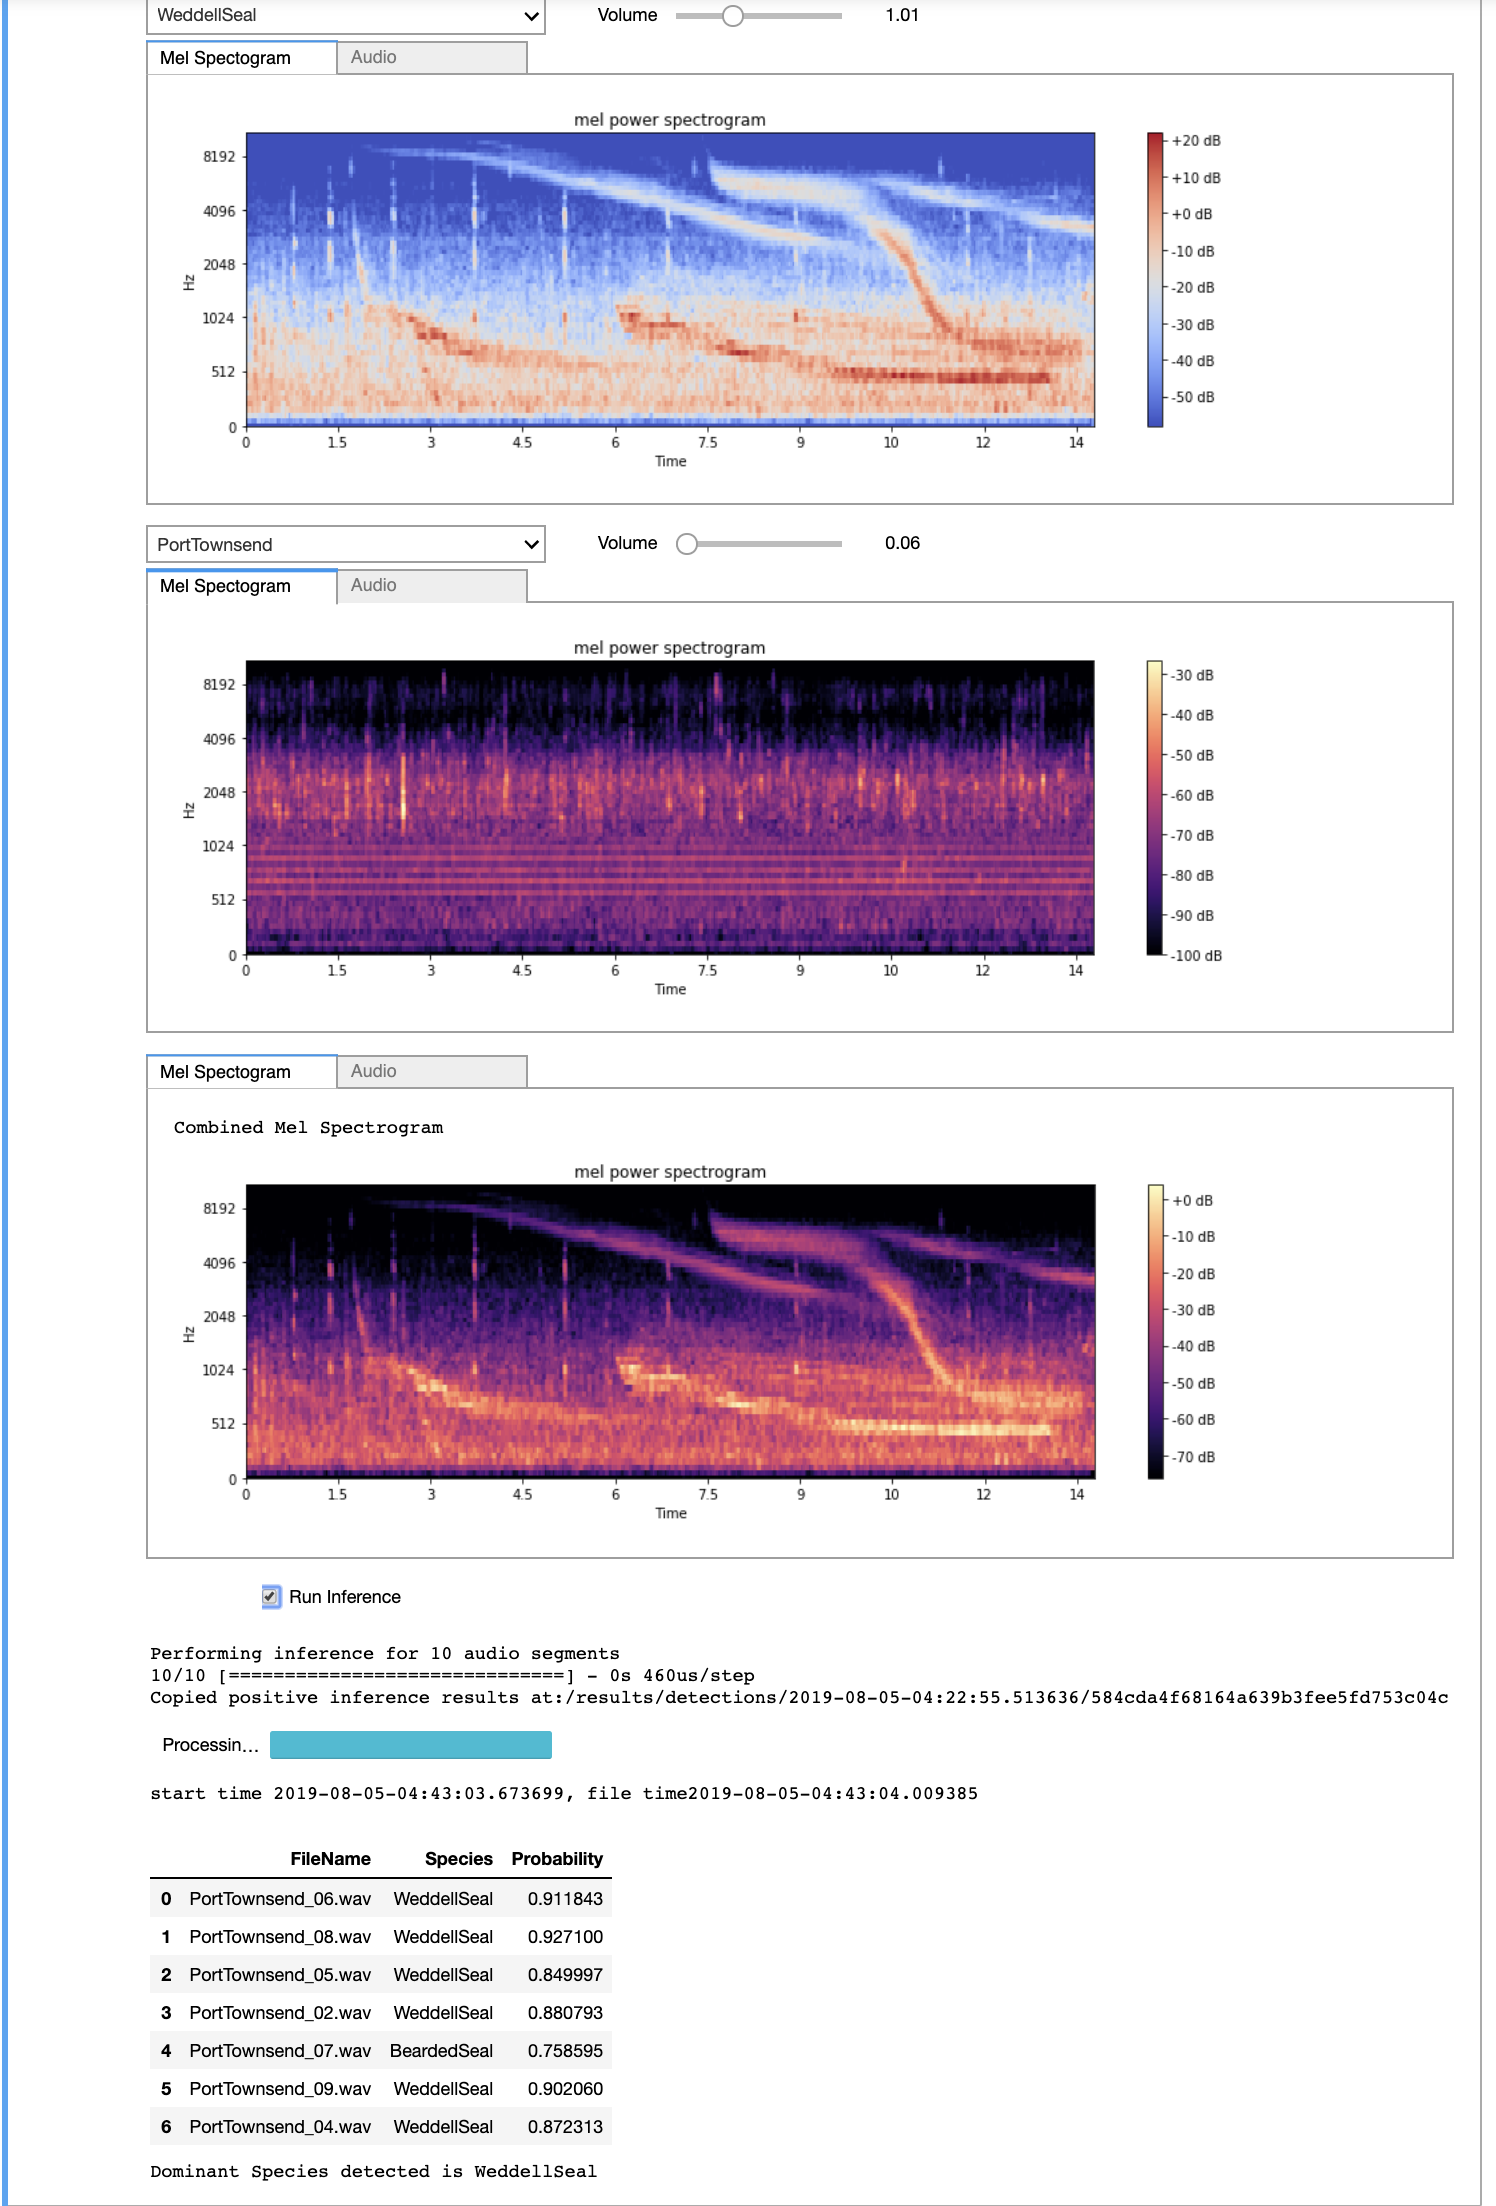 WeddellSeal Volume 1.01
Mel Spectogram Audio
mel power spectrogram
8192
4096
2048
1024
512
0
Hz
0 1.5 3 4.5 6 7.5 9 10 12 14
Time
+20 dB
+10 dB
+0 dB
-10 dB
-20 dB
-30 dB
-40 dB
-50 dB
PortTownsend Volume 0.06
Mel Spectogram Audio
mel power spectrogram
8192
4096
2048
1024
512
0
Hz
0 1.5 3 4.5 6 7.5 9 10 12 14
Time
-30 dB
-40 dB
-50 dB
-60 dB
-70 dB
-80 dB
-90 dB
-100 dB
Mel Spectogram Audio
Combined Mel Spectrogram
mel power spectrogram
8192
4096
2048
1024
512
0
Hz
0 1.5 3 4.5 6 7.5 9 10 12 14
Time
+0 dB
-10 dB
-20 dB
-30 dB
-40 dB
-50 dB
-60 dB
-70 dB
Run Inference
Performing inference for 10 audio segments
10/10 [==============================] - 0s 460us/step
Copied positive inference results at:/results/detections/2019-08-05-04:22:55.513636/584cda4f68164a639b3fee5fd753c04c
Processin...
start time 2019-08-05-04:43:03.673699, file time2019-08-05-04:43:04.009385
FileName Species Probability
0 PortTownsend_06.wav WeddellSeal 0.911843
1 PortTownsend_08.wav WeddellSeal 0.927100
2 PortTownsend_05.wav WeddellSeal 0.849997
3 PortTownsend_02.wav WeddellSeal 0.880793
4 PortTownsend_07.wav BeardedSeal 0.758595
5 PortTownsend_09.wav WeddellSeal 0.902060
6 PortTownsend_04.wav WeddellSeal 0.872313
Dominant Species detected is WeddellSeal